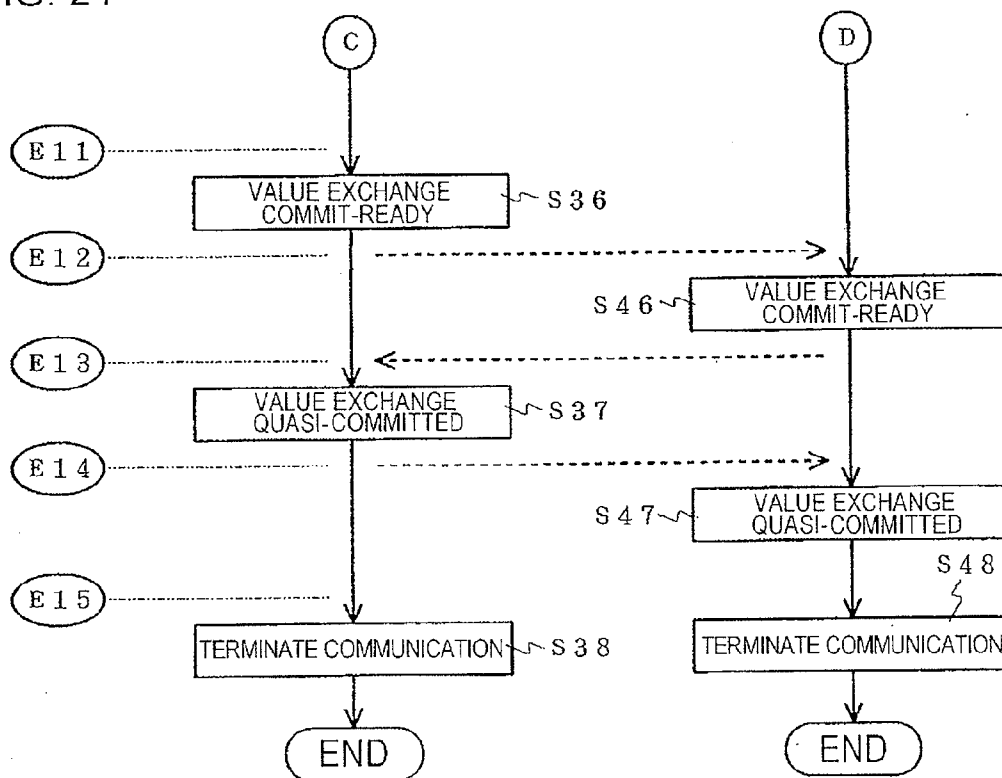 FIG. 21
C
D
E11
VALUE EXCHANGE
COMMIT-READY
S36
E12
S46
VALUE EXCHANGE
COMMIT-READY
E13
VALUE EXCHANGE
QUASI-COMMITTED
S37
E14
S47
VALUE EXCHANGE
QUASI-COMMITTED
S48
E15
TERMINATE COMMUNICATION
S38
TERMINATE COMMUNICATION
END
END